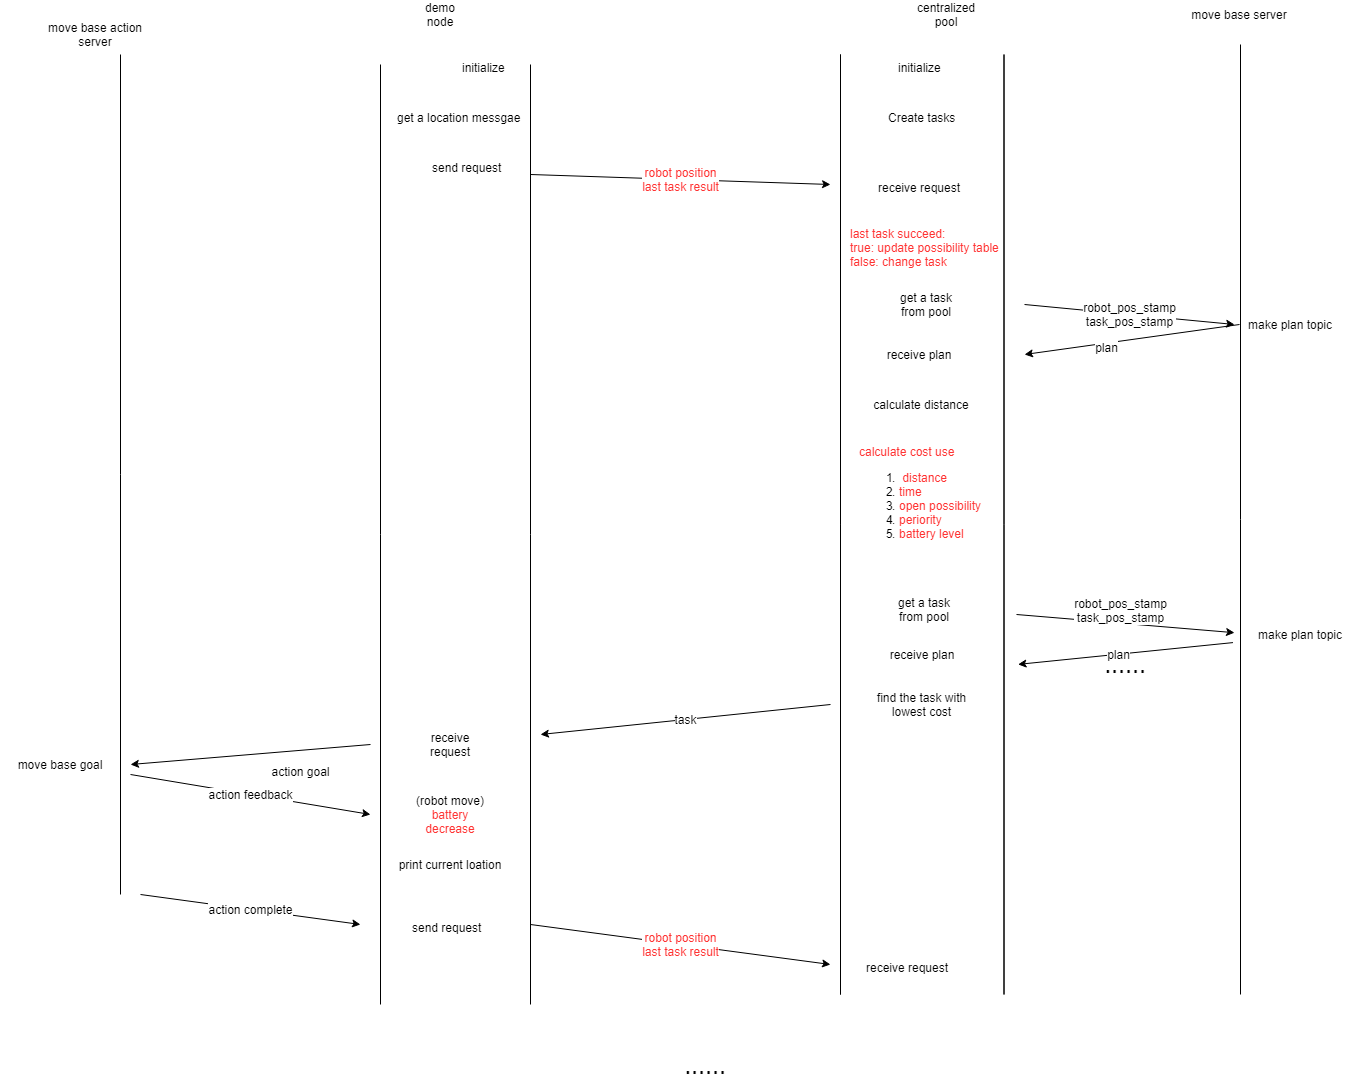 demo
node
centralized
pool
move base server
move base action
server
initialize
initialize
get a location messgae
Create tasks
send request
robot position
last task result
receive request
last task succeed:
true: update possibility table
false: change task
get a task
from pool
robot_pos_stamp
task_pos_stamp
make plan topic
plan
receive plan
calculate distance
calculate cost use
1. distance
2. time
3. open possibility
4. periority
5. battery level
get a task
from pool
robot_pos_stamp
task_pos_stamp
make plan topic
receive plan
plan
......
find the task with
lowest cost
task
receive
request
move base goal
action goal
action feedback
(robot move)
battery
decrease
print current loation
action complete
send request
robot position
last task result
receive request
......